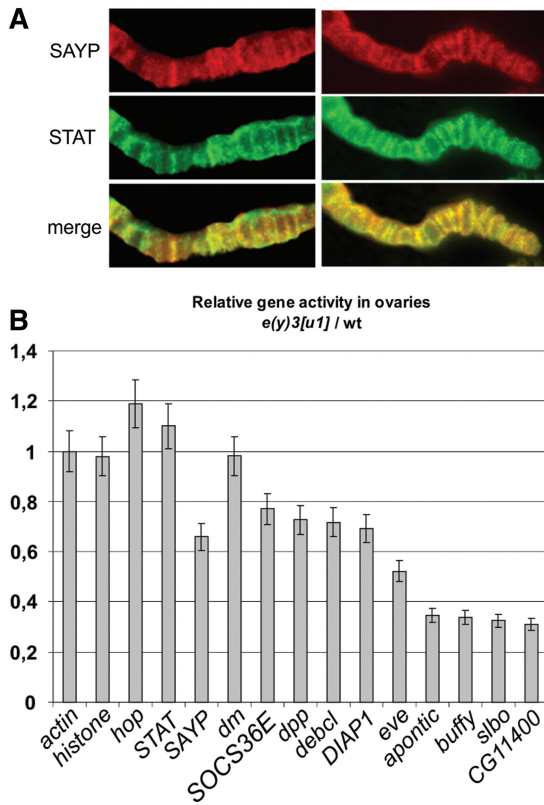 A
SAYP
STAT
merge
Relative gene activity in ovaries
e(y)3[u1] / wt
B
1,4
1,2
1
0,8
0,6
0,4
0,2
0
actin
histone
hop
STAT
SAYP
dm
SOCS36E
dpp
debcl
DIAP1
eve
apontic
buffy
slbo
CG11400